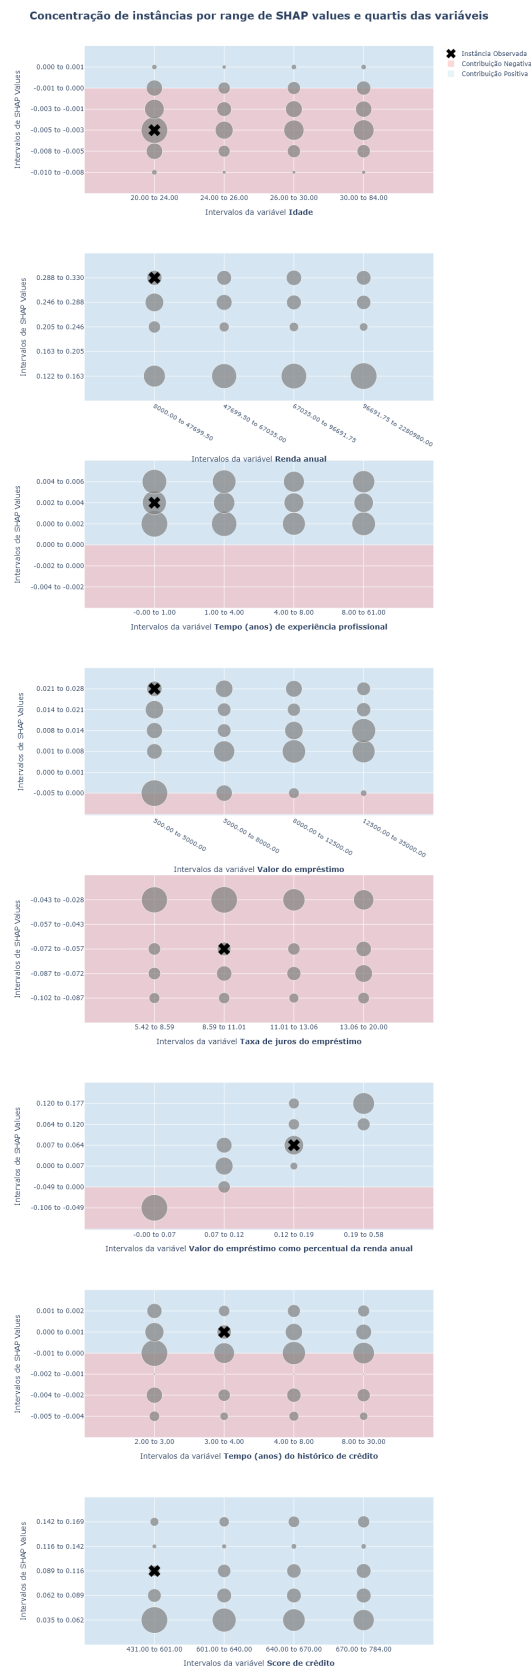 Concentração de instâncias por range de SHAP values e quartis das variáveis
Instância Observada
Contribuição Negativa
Contribuição Positiva
Intervalos de SHAP Values
0.000 to 0.001
-0.001 to 0.000
-0.003 to -0.001
-0.005 to -0.003
-0.008 to -0.005
-0.010 to -0.008
20.00 to 24.00
24.00 to 26.00
26.00 to 30.00
30.00 to 84.00
Intervalos da variável Idade
Intervalos de SHAP Values
0.288 to 0.330
0.246 to 0.288
0.205 to 0.246
0.163 to 0.205
0.122 to 0.163
8000.00 to 47699.50
47699.50 to 67035.00
67035.00 to 96691.75
96691.75 to 2280980.00
Intervalos da variável Renda anual
Intervalos de SHAP Values
0.004 to 0.006
0.002 to 0.004
0.000 to 0.002
0.000 to 0.000
-0.002 to 0.000
-0.004 to -0.002
-0.00 to 1.00
1.00 to 4.00
4.00 to 8.00
8.00 to 61.00
Intervalos da variável Tempo (anos) de experiência profissional
Intervalos de SHAP Values
0.021 to 0.028
0.014 to 0.021
0.008 to 0.014
0.001 to 0.008
0.000 to 0.001
-0.005 to 0.000
500.00 to 5000.00
5000.00 to 8000.00
8000.00 to 12500.00
12500.00 to 35000.00
Intervalos da variável Valor do empréstimo
Intervalos de SHAP Values
-0.043 to -0.028
-0.057 to -0.043
-0.072 to -0.057
-0.087 to -0.072
-0.102 to -0.087
5.42 to 8.59
8.59 to 11.01
11.01 to 13.06
13.06 to 20.00
Intervalos da variável Taxa de juros do empréstimo
Intervalos de SHAP Values
0.120 to 0.177
0.064 to 0.120
0.007 to 0.064
0.000 to 0.007
-0.049 to 0.000
-0.106 to -0.049
-0.00 to 0.07
0.07 to 0.12
0.12 to 0.19
0.19 to 0.58
Intervalos da variável Valor do empréstimo como percentual da renda anual
Intervalos de SHAP Values
0.001 to 0.002
0.000 to 0.001
-0.001 to 0.000
-0.002 to -0.001
-0.004 to -0.002
-0.005 to -0.004
2.00 to 3.00
3.00 to 4.00
4.00 to 8.00
8.00 to 30.00
Intervalos da variável Tempo (anos) do histórico de crédito
Intervalos de SHAP Values
0.142 to 0.169
0.116 to 0.142
0.089 to 0.116
0.062 to 0.089
0.035 to 0.062
431.00 to 601.00
601.00 to 640.00
640.00 to 670.00
670.00 to 784.00
Intervalos da variável Score de crédito